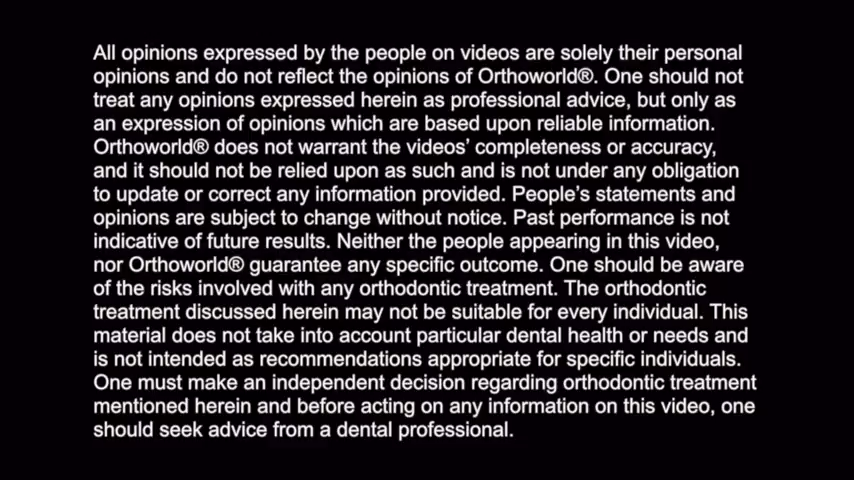 All opinions expressed by the people on videos are solely their personal
opinions and do not reflect the opinions of Orthoworld®. One should not
treat any opinions expressed herein as professional advice, but only as
an expression of opinions which are based upon reliable information.
Orthoworld® does not warrant the videos’ completeness or accuracy,
and it should not be relied upon as such and is not under any obligation
to update or correct any information provided. People’s statements and
opinions are subject to change without notice. Past performance is not
indicative of future results. Neither the people appearing in this video,
nor Orthoworld® guarantee any specific outcome. One should be aware
of the risks involved with any orthodontic treatment. The orthodontic
treatment discussed herein may not be suitable for every individual. This
material does not take into account particular dental health or needs and
is not intended as recommendations appropriate for specific individuals.
One must make an independent decision regarding orthodontic treatment
mentioned herein and before acting on any information on this video, one
should seek advice from a dental professional.